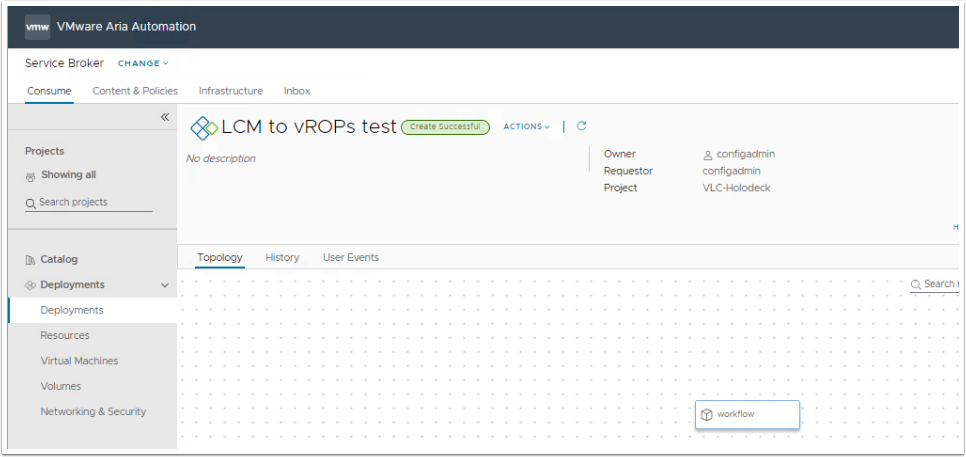 vmw VMware Aria Automation
Service Broker CHANGE
Consume Content & Policies Infrastructure Inbox
LCM to vROPs test Create Successful ACTIONS
No description
Owner configadmin
Requestor configadmin
Project VLC-Holodeck
H
Projects
Showing all
Search projects
Catalog
Deployments
Deployments
Resources
Virtual Machines
Volumes
Networking & Security
Topology History User Events
Search
workflow